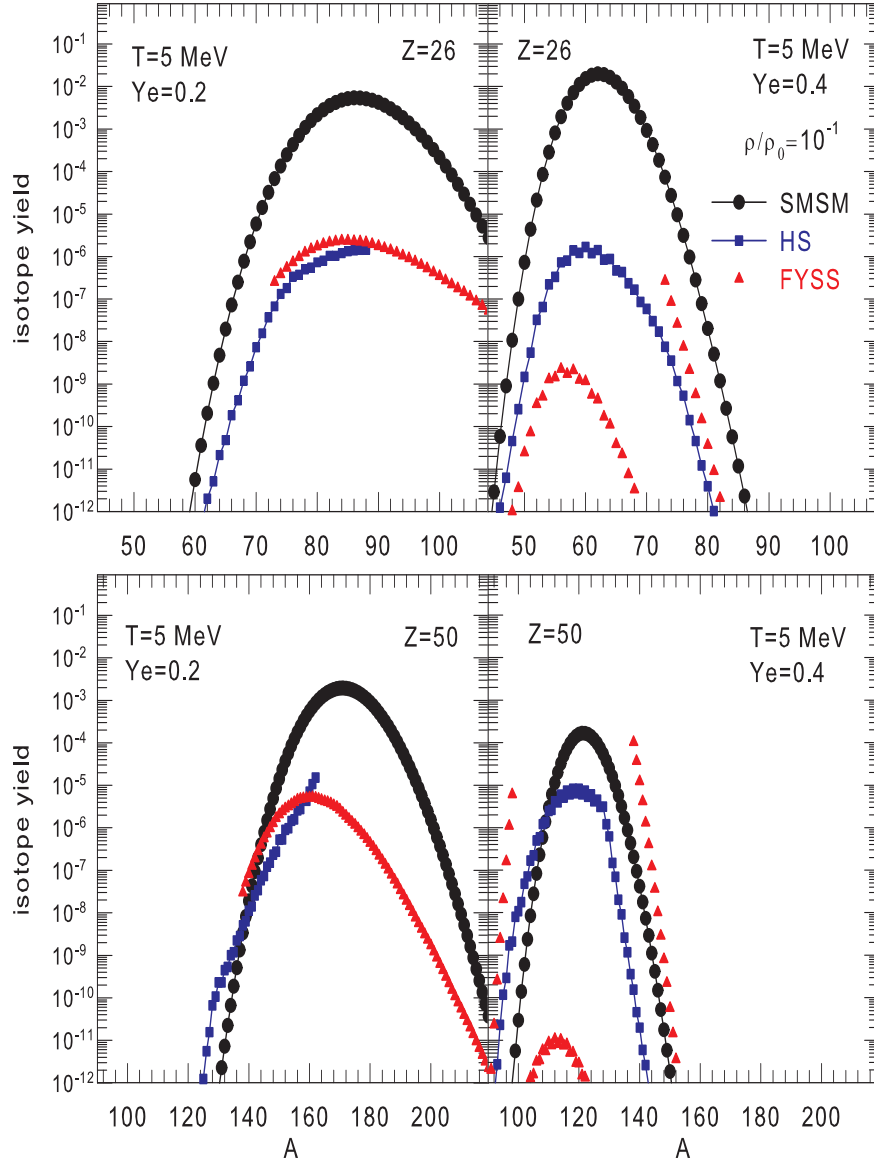 T=5 MeV
Ye=0.2
Z=26
Z=26
T=5 MeV
Ye=0.4
ρ/ρ0=10-1
SMSM
HS
FYSS
isotope yield
10-1
10-2
10-3
10-4
10-5
10-6
10-7
10-8
10-9
10-10
10-11
10-12
50 60 70 80 90 100
50 60 70 80 90 100
T=5 MeV
Ye=0.2
Z=50
Z=50
T=5 MeV
Ye=0.4
isotope yield
10-1
10-2
10-3
10-4
10-5
10-6
10-7
10-8
10-9
10-10
10-11
10-12
100 120 140 160 180 200
100 120 140 160 180 200
A
A